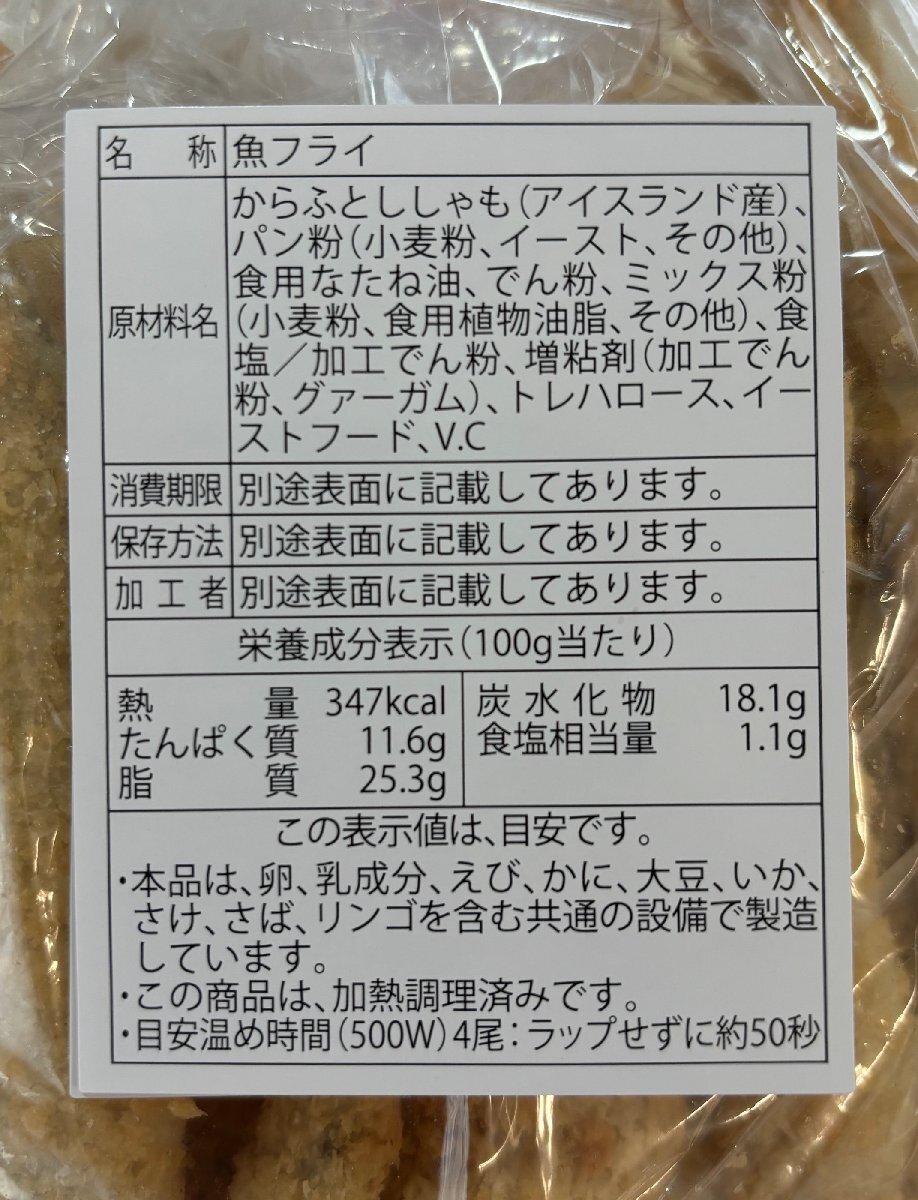 名称 魚フライ
原材料名 からふとししゃも(アイスランド産)、
パン粉(小麦粉、イースト、その他)、
食用なたね油、でん粉、ミックス粉
(小麦粉、食用植物油脂、その他)、食
塩/加工でん粉、増粘剤(加工でん
粉、グァーガム)、トレハロース、イー
ストフード、V.C
消費期限 別途表面に記載してあります。
保存方法 別途表面に記載してあります。
加工者 別途表面に記載してあります。
栄養成分表示(100g当たり)
熱量 347kcal 炭水化物 18.1g
たんぱく質 11.6g 食塩相当量 1.1g
脂質 25.3g
この表示値は、目安です。
・本品は、卵、乳成分、えび、かに、大豆、いか、
さけ、さば、リンゴを含む共通の設備で製造
しています。
・この商品は、加熱調理済みです。
・目安温め時間(500W)4尾:ラップせずに約50秒